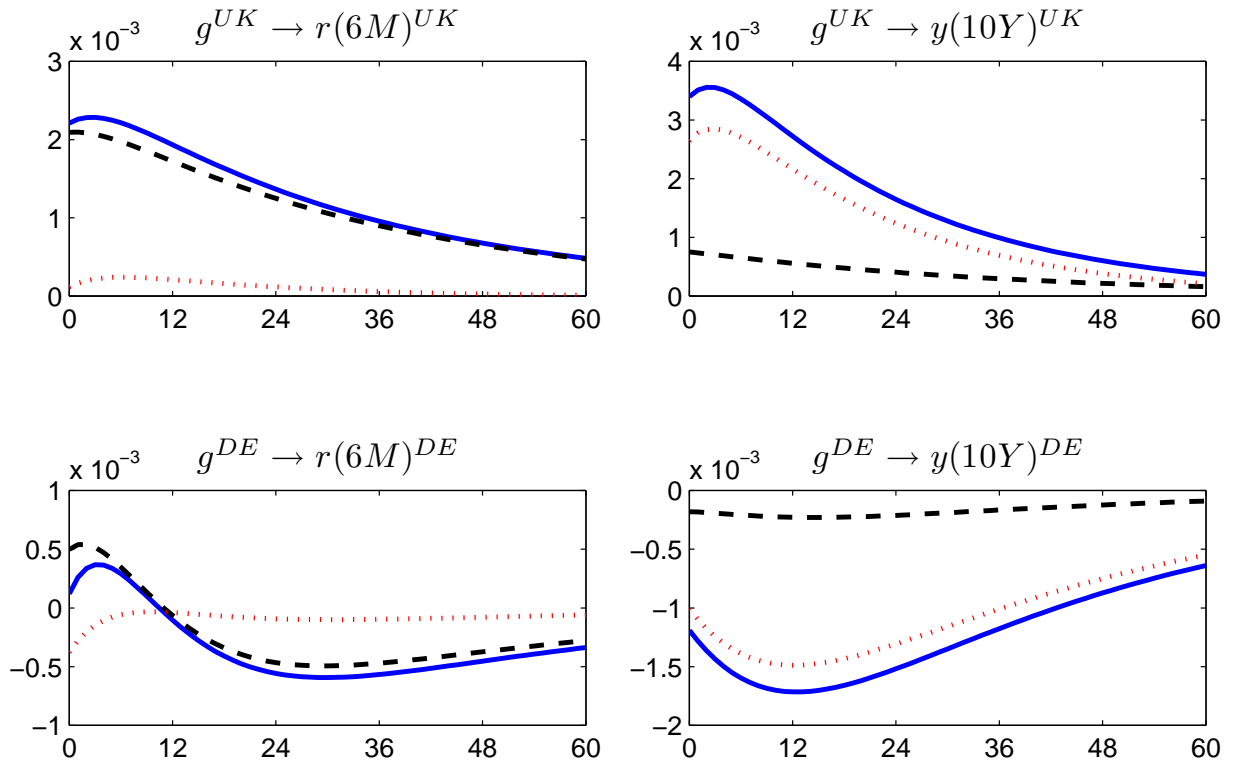 x 10⁻³ g^{UK} → r(6M)^{UK}
3
2
1
0
0 12 24 36 48 60
x 10⁻³ g^{UK} → y(10Y)^{UK}
4
3
2
1
0
0 12 24 36 48 60
x 10⁻³ g^{DE} → r(6M)^{DE}
1
0.5
0
−0.5
−1
0 12 24 36 48 60
x 10⁻³ g^{DE} → y(10Y)^{DE}
0
−0.5
−1
−1.5
−2
0 12 24 36 48 60